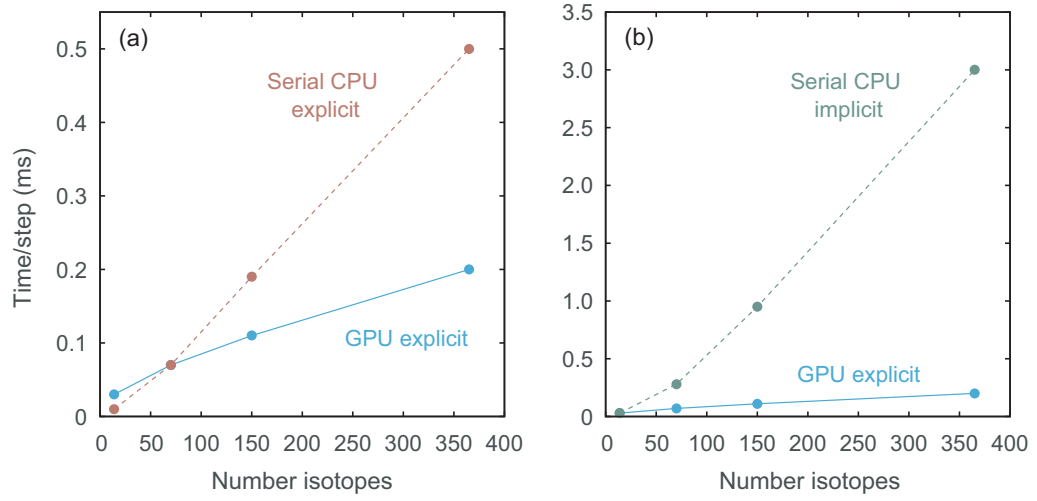 (a)
Serial CPU
explicit
GPU explicit
0.5
0.4
0.3
0.2
0.1
0
0 50 100 150 200 250 300 350 400
Time/step (ms)
Number isotopes
(b)
Serial CPU
implicit
GPU explicit
3.5
3.0
2.5
2.0
1.5
1.0
0.5
0
0 50 100 150 200 250 300 350 400
Number isotopes